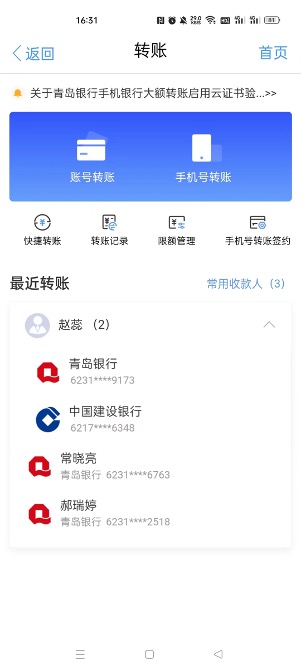 16:31
返回
转账
首页
关于青岛银行手机银行大额转账启用云证书验...>>
账号转账
手机号转账
快捷转账
转账记录
限额管理
手机号转账签约
最近转账
常用收款人（3）
赵蕊 （2）
青岛银行
6231****9173
中国建设银行
6217****6348
常晓亮
青岛银行 6231****6763
郝瑞婷
青岛银行 6231****2518